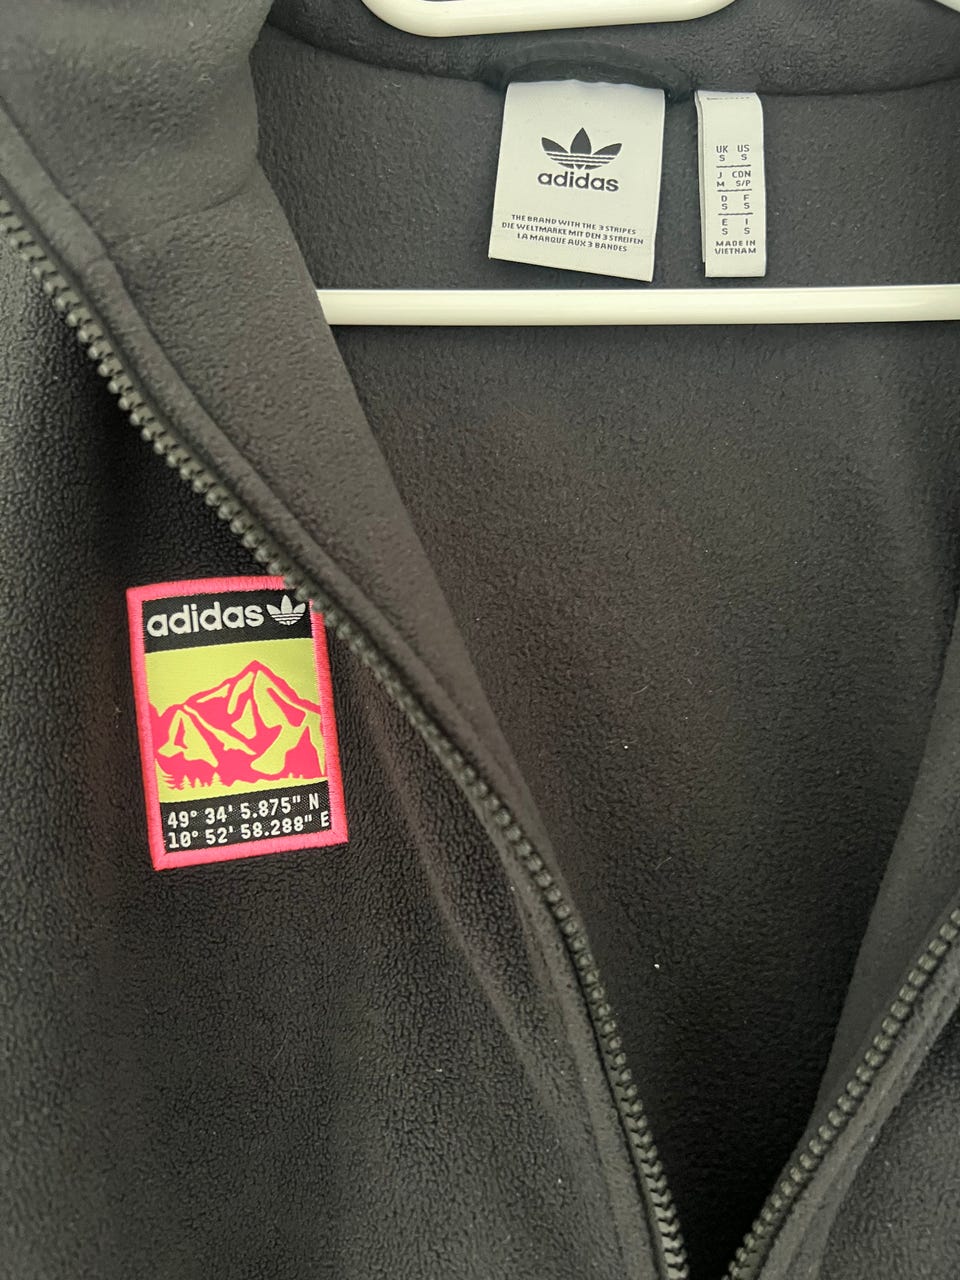 adidas
THE BRAND WITH THE 3 STRIPES
DIE WELTMARKE MIT DEN 3 STREIFEN
LA MARQUE AUX 3 BANDES
UK US
S S
J CDN
M S/P
D F
S S
E I
S S
MADE IN
VIETNAM
adidas
49° 34' 5.875" N
10° 52' 58.288" E